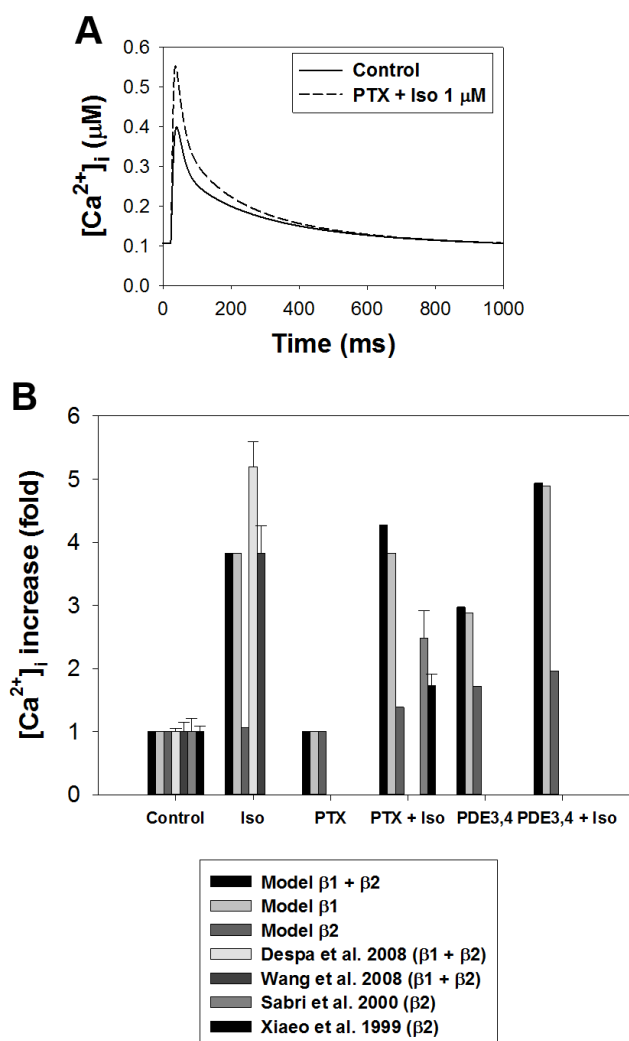 A
0.6
0.5
0.4
0.3
0.2
0.1
0.0
[Ca²⁺]ᵢ (μM)
Control
PTX + Iso 1 μM
0 200 400 600 800 1000
Time (ms)
B
6
5
4
3
2
1
0
[Ca²⁺]ᵢ increase (fold)
Control Iso PTX PTX + Iso PDE3,4 PDE3,4 + Iso
Model β1 + β2
Model β1
Model β2
Despa et al. 2008 (β1 + β2)
Wang et al. 2008 (β1 + β2)
Sabri et al. 2000 (β2)
Xiaeo et al. 1999 (β2)